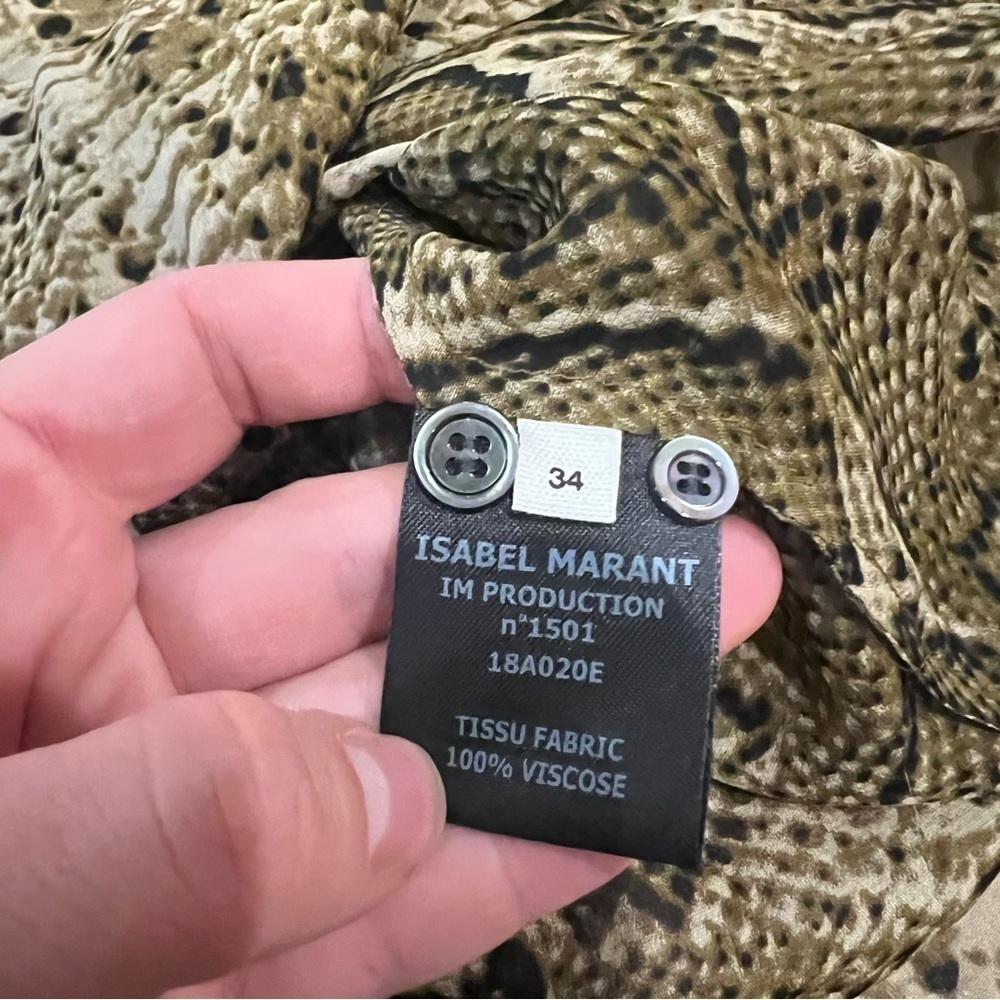 34
ISABEL MARANT
IM PRODUCTION
n°1501
18A020E
TISSU FABRIC
100% VISCOSE